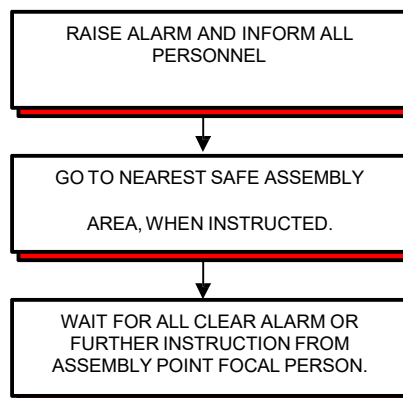 RAISE ALARM AND INFORM ALL
PERSONNEL
GO TO NEAREST SAFE ASSEMBLY
AREA, WHEN INSTRUCTED.
WAIT FOR ALL CLEAR ALARM OR
FURTHER INSTRUCTION FROM
ASSEMBLY POINT FOCAL PERSON.